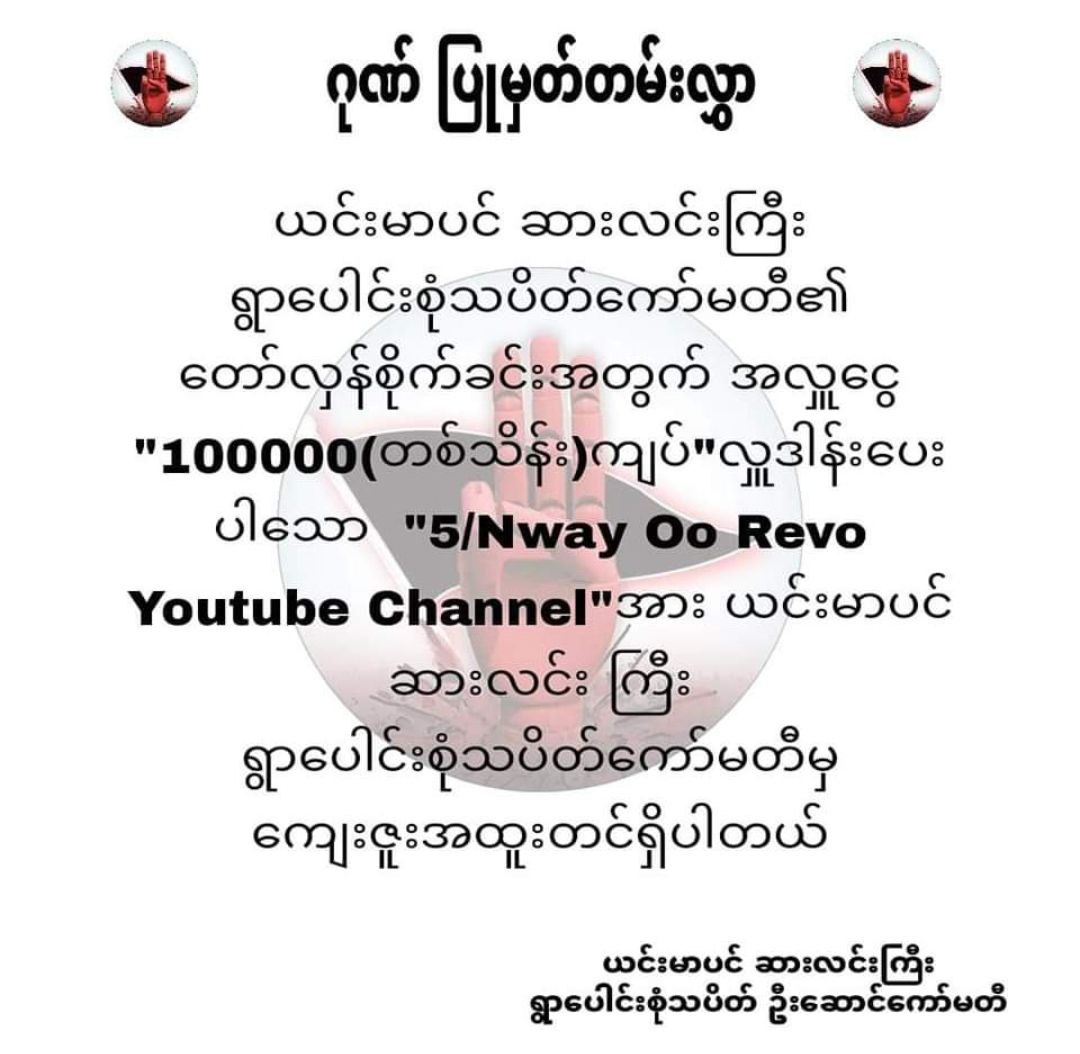 ဂုဏ် ပြုမှတ်တမ်းလွှာ
ယင်းမာပင် ဆားလင်းကြီး
ရွာပေါင်းစုံသပိတ်ကော်မတီ၏
တော်လှန်စိုက်ခင်းအတွက် အလှူငွေ
"100000(တစ်သိန်း)ကျပ်"လှူဒါန်းပေး
ပါသော "5/Nway Oo Revo
Youtube Channel"အား ယင်းမာပင်
ဆားလင်း ကြီး
ရွာပေါင်းစုံသပိတ်ကော်မတီမှ
ကျေးဇူးအထူးတင်ရှိပါတယ်
ယင်းမာပင် ဆားလင်းကြီး
ရွာပေါင်းစုံသပိတ် ဦးဆောင်ကော်မတီ